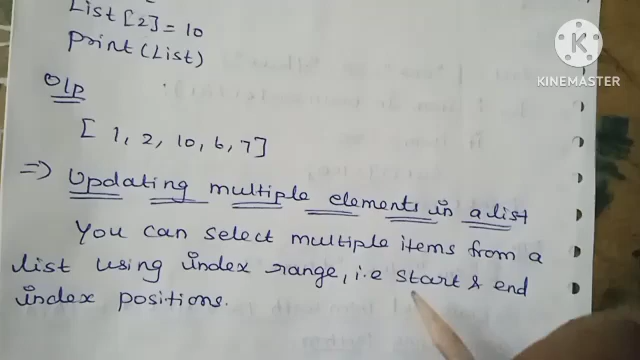 List [2] = 10
Print (List)
O/p
[ 1, 2, 10, 6, 7]
=> Updating multiple elements in a list
You can select multiple items from a
list using index range, i.e start & end
index positions.
K
KINEMASTER